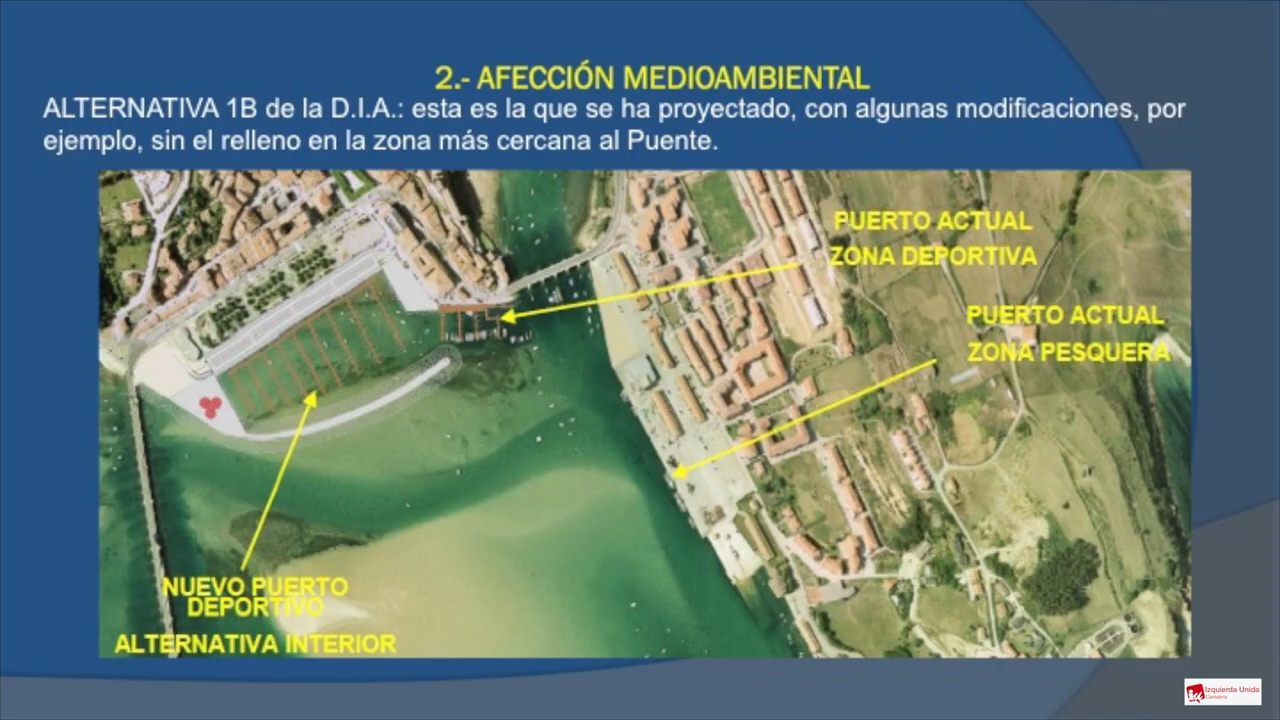 2.- AFECCIÓN MEDIOAMBIENTAL
ALTERNATIVA 1B de la D.I.A.: esta es la que se ha proyectado, con algunas modificaciones, por
ejemplo, sin el relleno en la zona más cercana al Puente.
PUERTO ACTUAL
ZONA DEPORTIVA
PUERTO ACTUAL
ZONA PESQUERA
NUEVO PUERTO
DEPORTIVO
ALTERNATIVA INTERIOR
Izquierda Unida
Cantabria